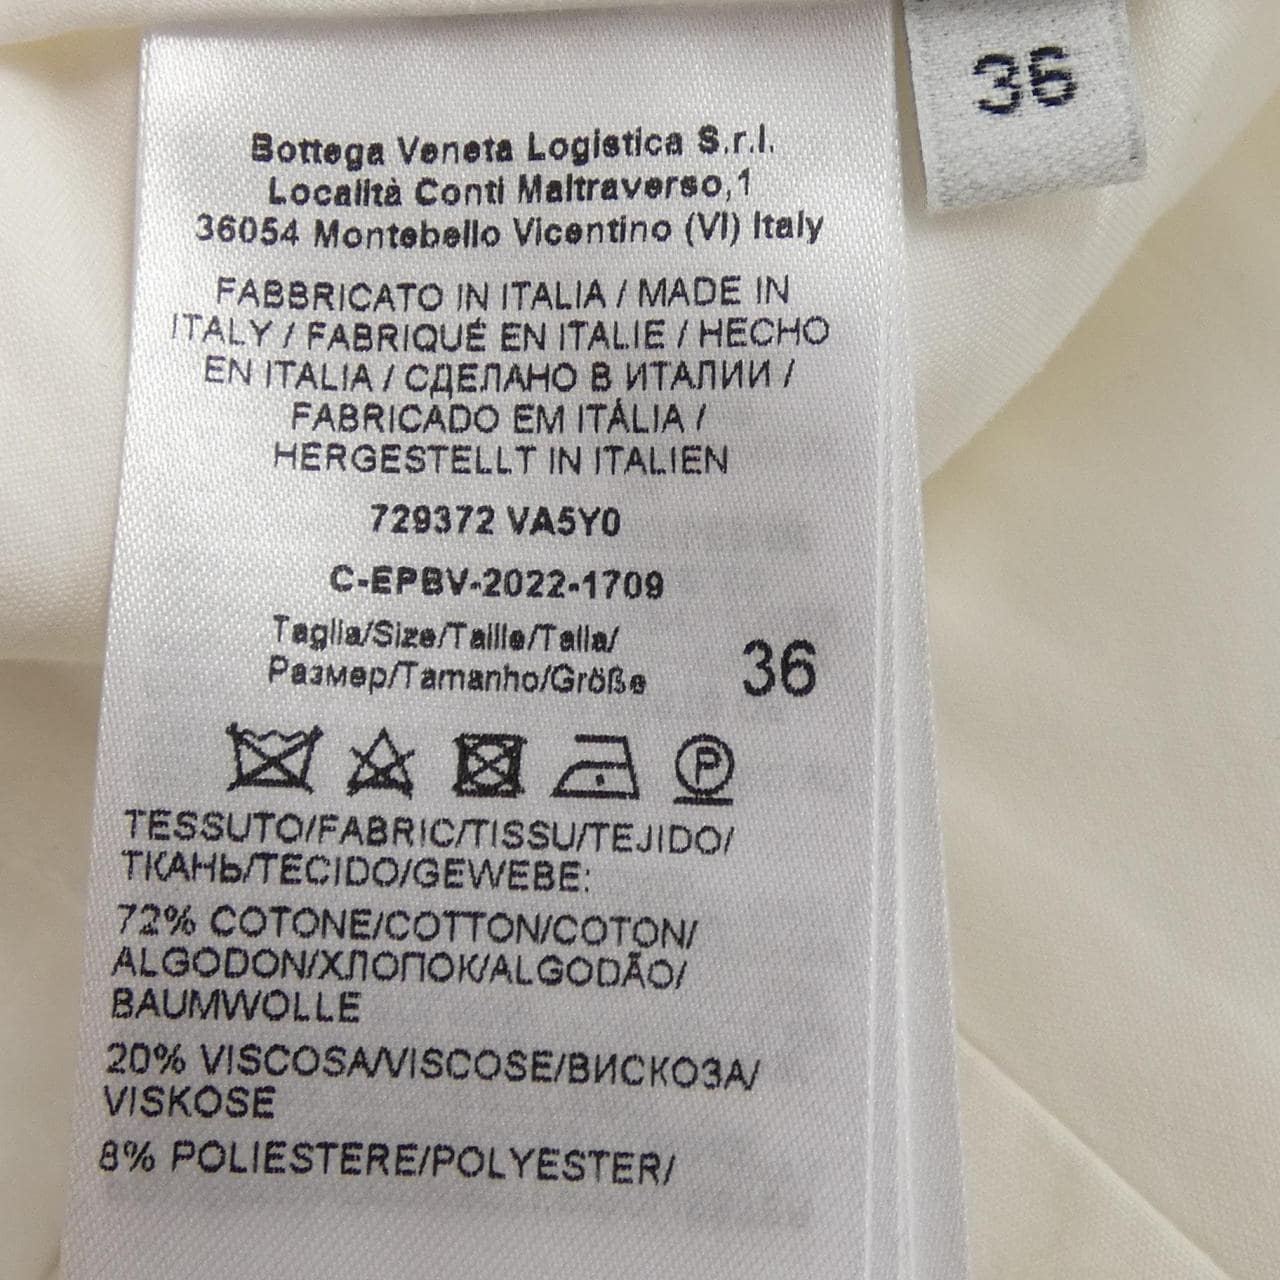 36
Bottega Veneta Logistica S.r.l.
Località Conti Maltraverso,1
36054 Montebello Vicentino (VI) Italy
FABBRICATO IN ITALIA / MADE IN
ITALY / FABRIQUÉ EN ITALIE / HECHO
EN ITALIA / СДЕЛАНО В ИТАЛИИ /
FABRICADO EM ITÁLIA /
HERGESTELLT IN ITALIEN
729372 VA5Y0
C-EPBV-2022-1709
Taglia/Size/Taille/Talla/
Размер/Tamanho/Größe
36
P
TESSUTO/FABRIC/TISSU/TEJIDO/
ТКАНЬ/TECIDO/GEWEBE:
72% COTONE/COTTON/COTON/
ALGODON/ХЛОПОК/ALGODÃO/
BAUMWOLLE
20% VISCOSA/VISCOSE/ВИСКОЗА/
VISKOSE
8% POLIESTERE/POLYESTER/